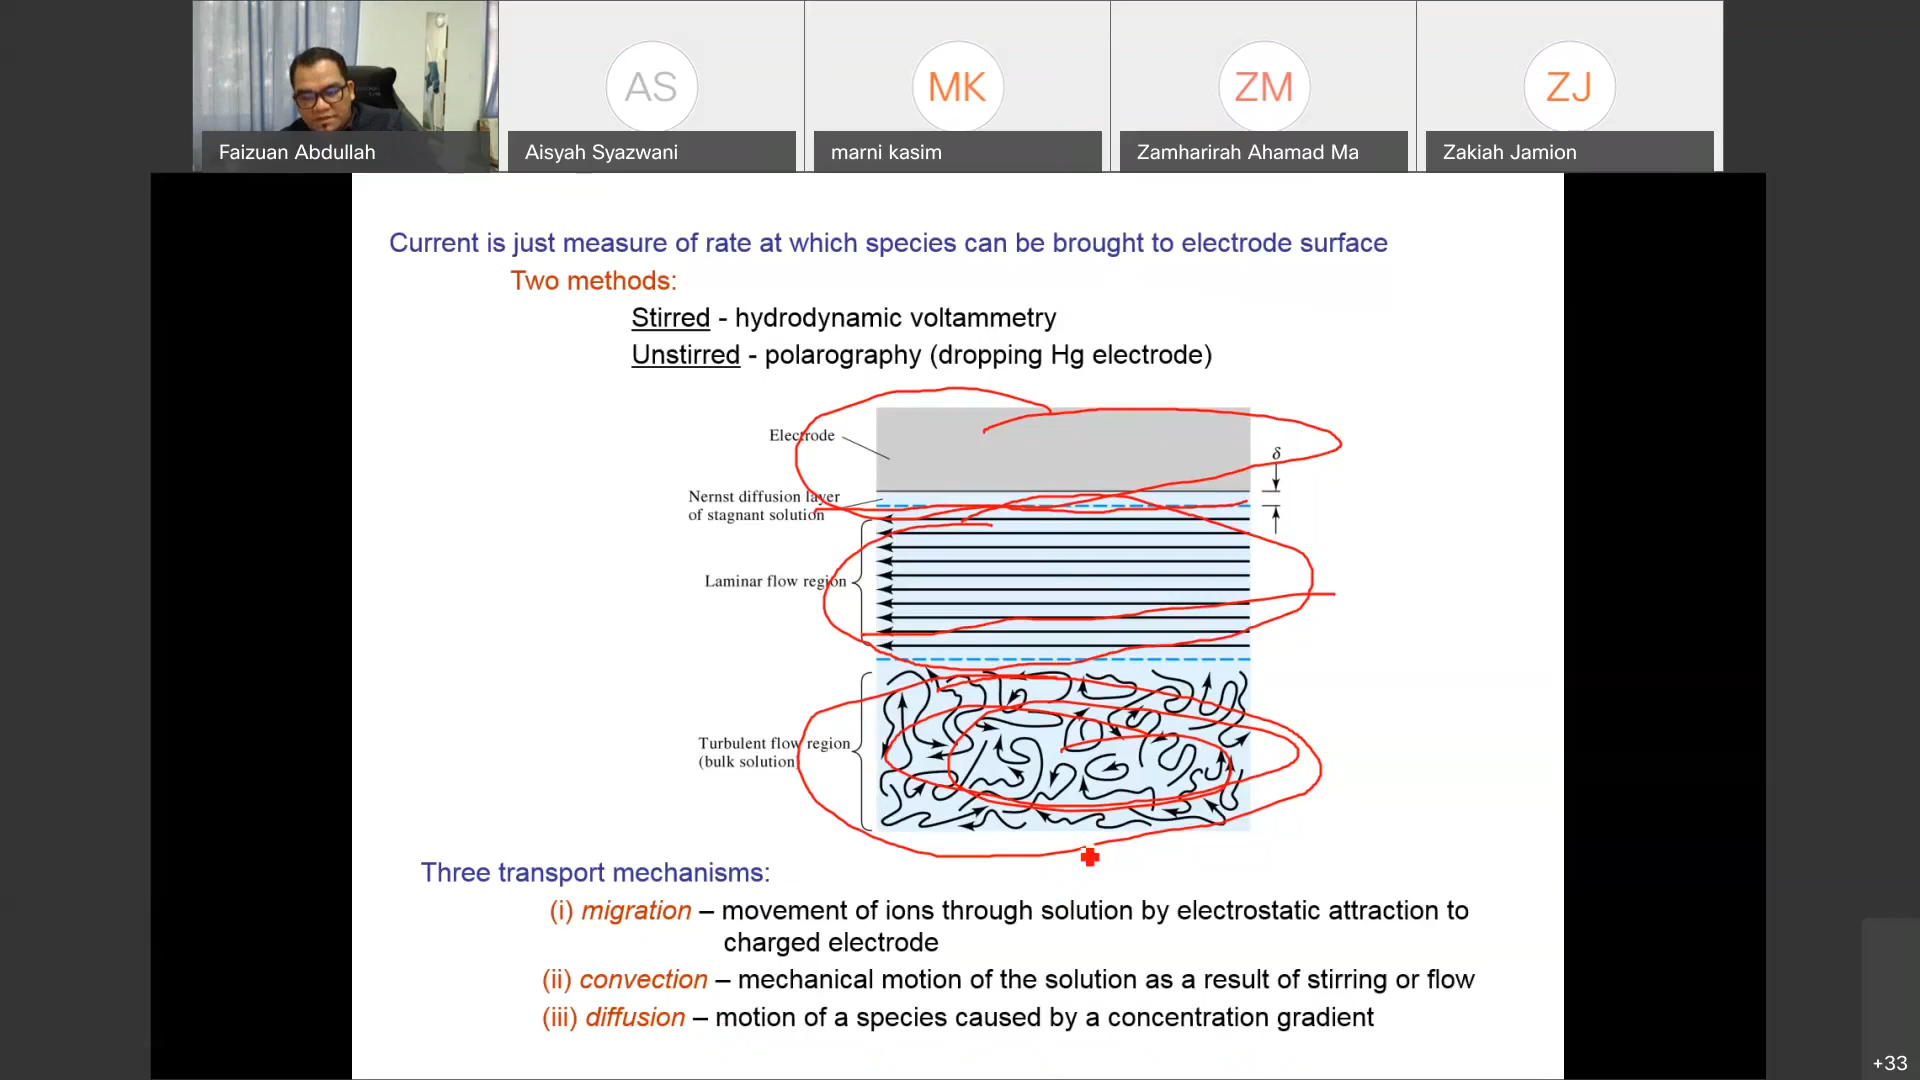 AS
MK
ZM
ZJ
Faizuan Abdullah
Aisyah Syazwani
marni kasim
Zamharirah Ahamad Ma
Zakiah Jamion
Current is just measure of rate at which species can be brought to electrode surface
Two methods:
Stirred - hydrodynamic voltammetry
Unstirred - polarography (dropping Hg electrode)
Electrode
δ
Nernst diffusion layer
of stagnant solution
Laminar flow region
Turbulent flow region
(bulk solution)
Three transport mechanisms:
(i) migration – movement of ions through solution by electrostatic attraction to
charged electrode
(ii) convection – mechanical motion of the solution as a result of stirring or flow
(iii) diffusion – motion of a species caused by a concentration gradient
+33